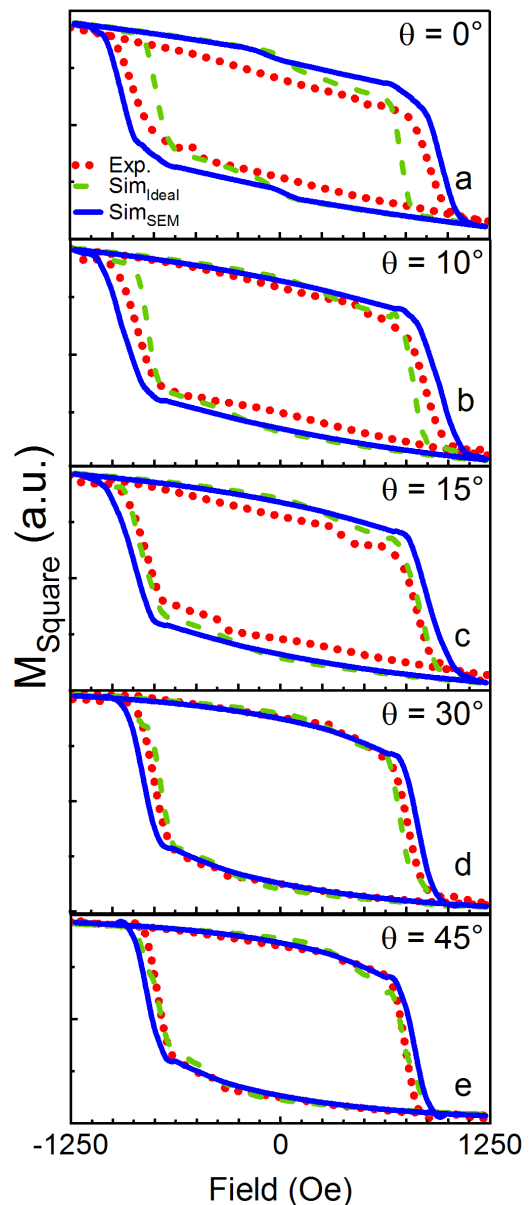 θ = 0°
Exp.
Sim_Ideal
Sim_SEM
a
θ = 10°
b
θ = 15°
c
θ = 30°
d
θ = 45°
e
M_Square (a.u.)
-1250 0 1250
Field (Oe)